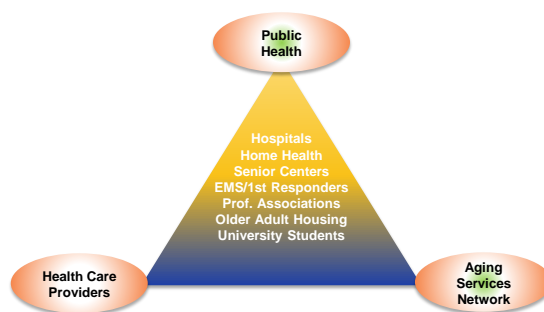 Public
Health
Hospitals
Home Health
Senior Centers
EMS/1st Responders
Prof. Associations
Older Adult Housing
University Students
Health Care
Providers
Aging
Services
Network